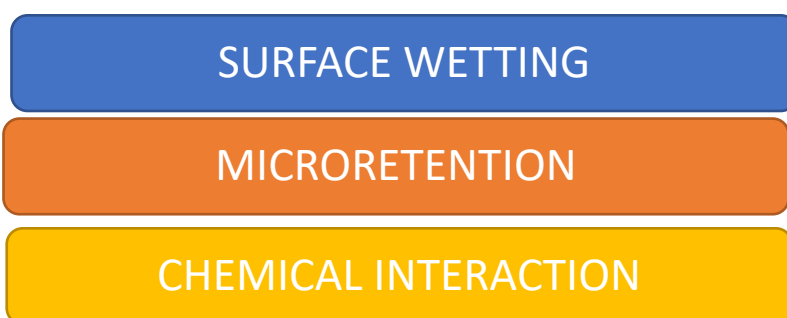 SURFACE WETTING
MICRORETENTION
CHEMICAL INTERACTION